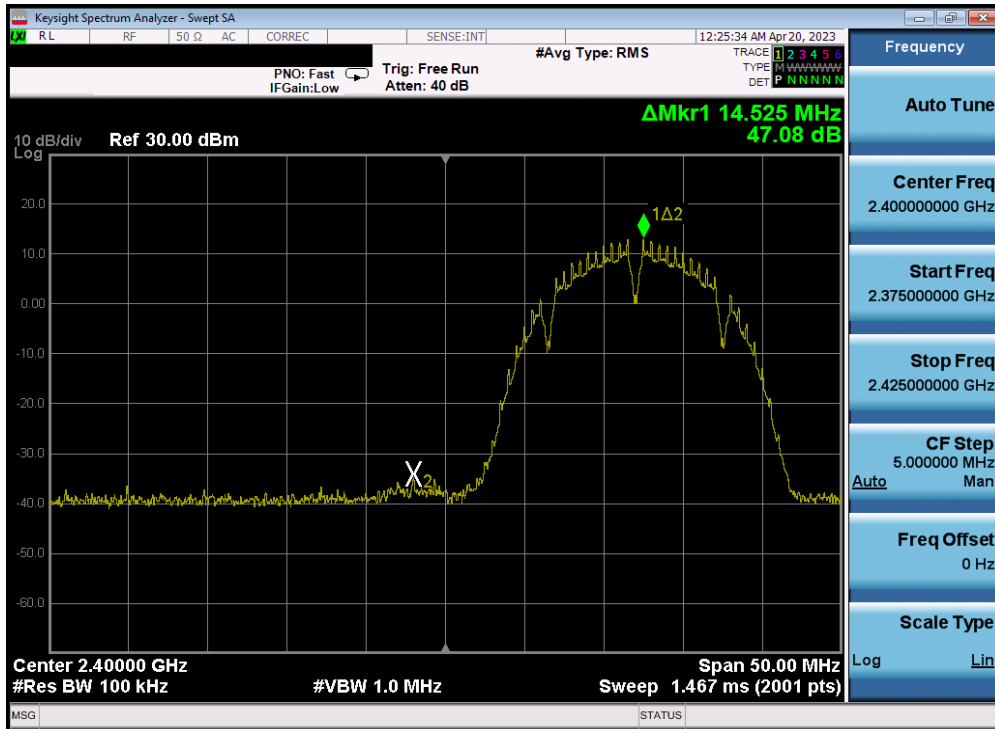 Keysight Spectrum Analyzer - Swept SA
LXI RL RF 50 Ω AC CORREC SENSE:INT 12:25:34 AM Apr 20, 2023
#Avg Type: RMS
TRACE 1 2 3 4 5 6
TYPE M W W W W W
DET P N N N N N
PNO: Fast Trig: Free Run
IFGain:Low Atten: 40 dB
ΔMkr1 14.525 MHz
47.08 dB
10 dB/div Ref 30.00 dBm
Log
20.0
10.0
0.00
-10.0
-20.0
-30.0
-40.0
-50.0
-60.0
1Δ2
X2
Center 2.40000 GHz Span 50.00 MHz
#Res BW 100 kHz #VBW 1.0 MHz Sweep 1.467 ms (2001 pts)
MSG STATUS
Frequency
Auto Tune
Center Freq
2.400000000 GHz
Start Freq
2.375000000 GHz
Stop Freq
2.425000000 GHz
CF Step
5.000000 MHz
Auto Man
Freq Offset
0 Hz
Scale Type
Log Lin